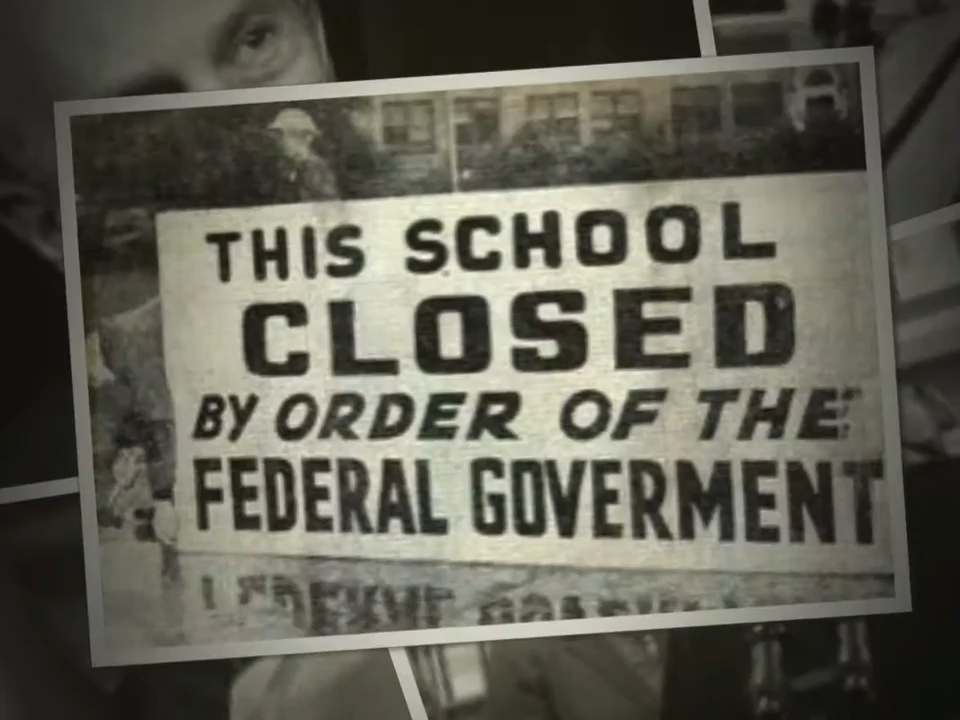 THIS SCHOOL
CLOSED
BY ORDER OF THE
FEDERAL GOVERMENT